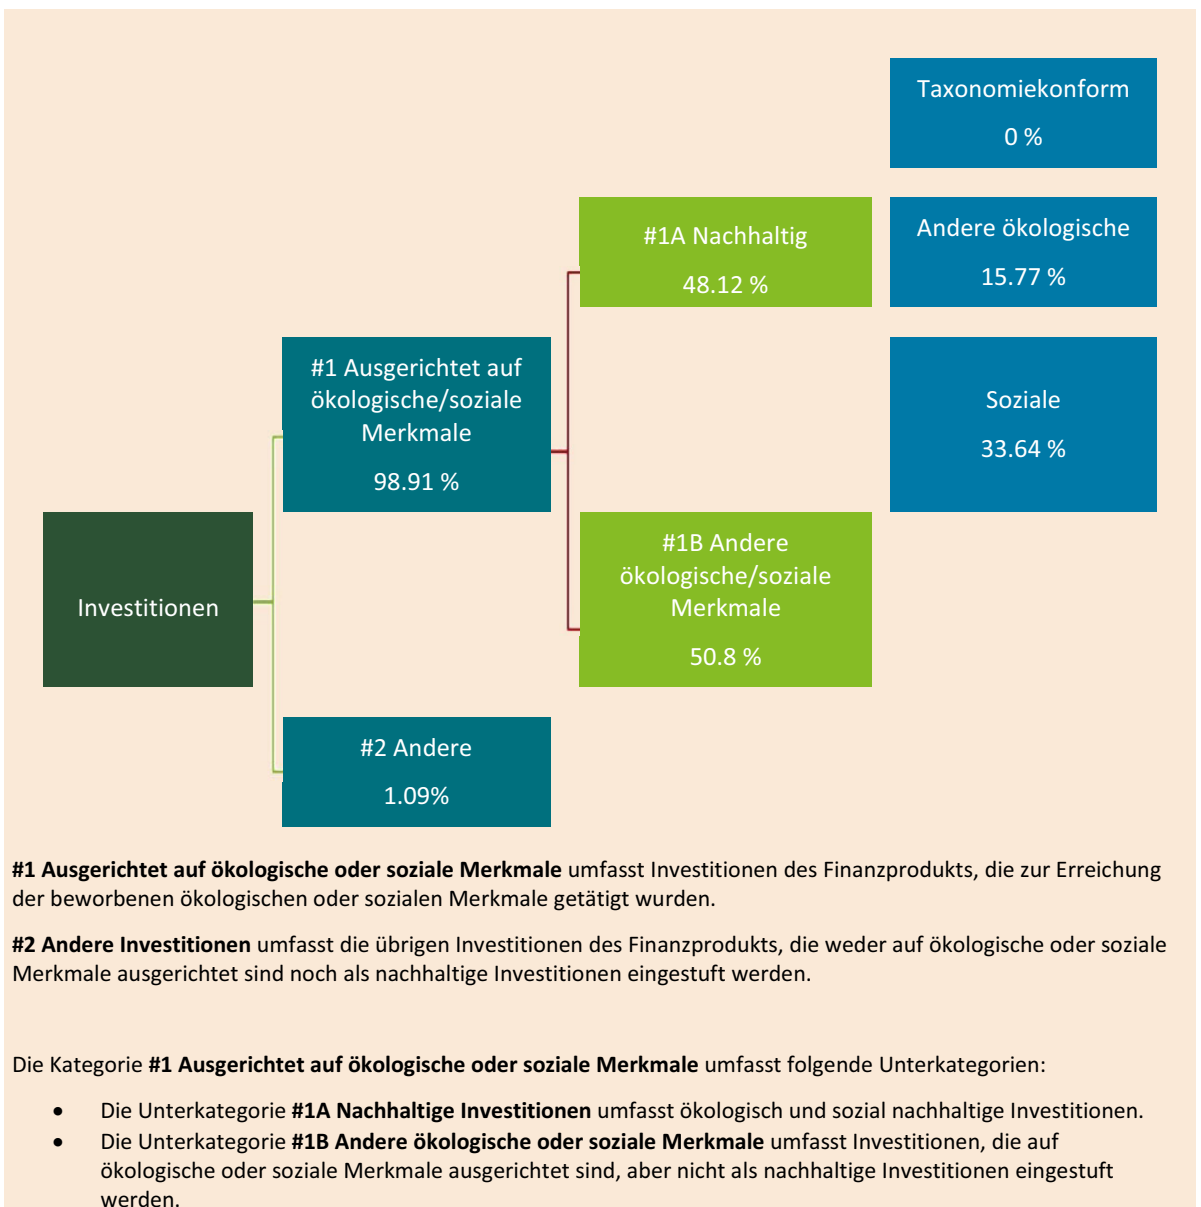 Taxonomiekonform
0 %
#1A Nachhaltig
48.12 %
Andere ökologische
15.77 %
#1 Ausgerichtet auf
ökologische/soziale
Merkmale
98.91 %
Soziale
33.64 %
Investitionen
#1B Andere
ökologische/soziale
Merkmale
50.8 %
#2 Andere
1.09%
#1 Ausgerichtet auf ökologische oder soziale Merkmale umfasst Investitionen des Finanzprodukts, die zur Erreichung
der beworbenen ökologischen oder sozialen Merkmale getätigt wurden.
#2 Andere Investitionen umfasst die übrigen Investitionen des Finanzprodukts, die weder auf ökologische oder soziale
Merkmale ausgerichtet sind noch als nachhaltige Investitionen eingestuft werden.
Die Kategorie #1 Ausgerichtet auf ökologische oder soziale Merkmale umfasst folgende Unterkategorien:
• Die Unterkategorie #1A Nachhaltige Investitionen umfasst ökologisch und sozial nachhaltige Investitionen.
• Die Unterkategorie #1B Andere ökologische oder soziale Merkmale umfasst Investitionen, die auf
ökologische oder soziale Merkmale ausgerichtet sind, aber nicht als nachhaltige Investitionen eingestuft
werden.